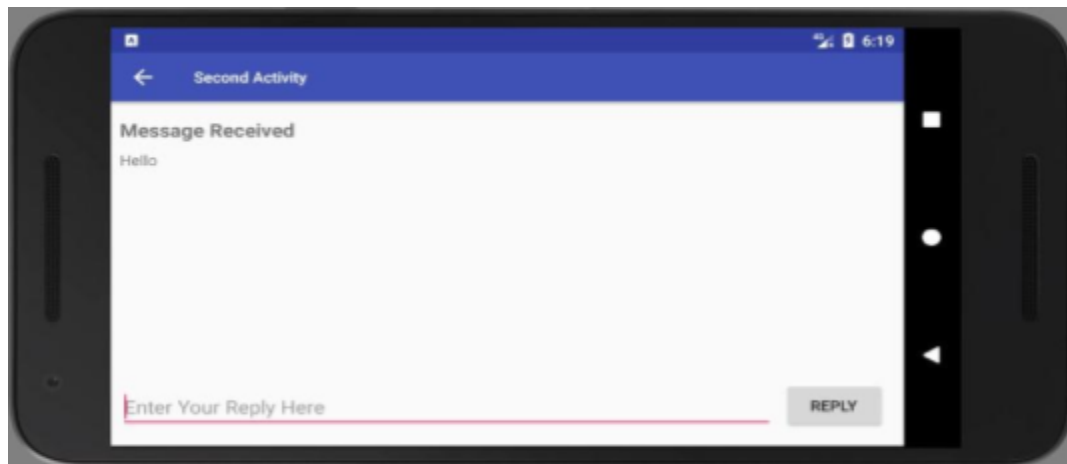 6:19
Second Activity
Message Received
Hello
Enter Your Reply Here
REPLY